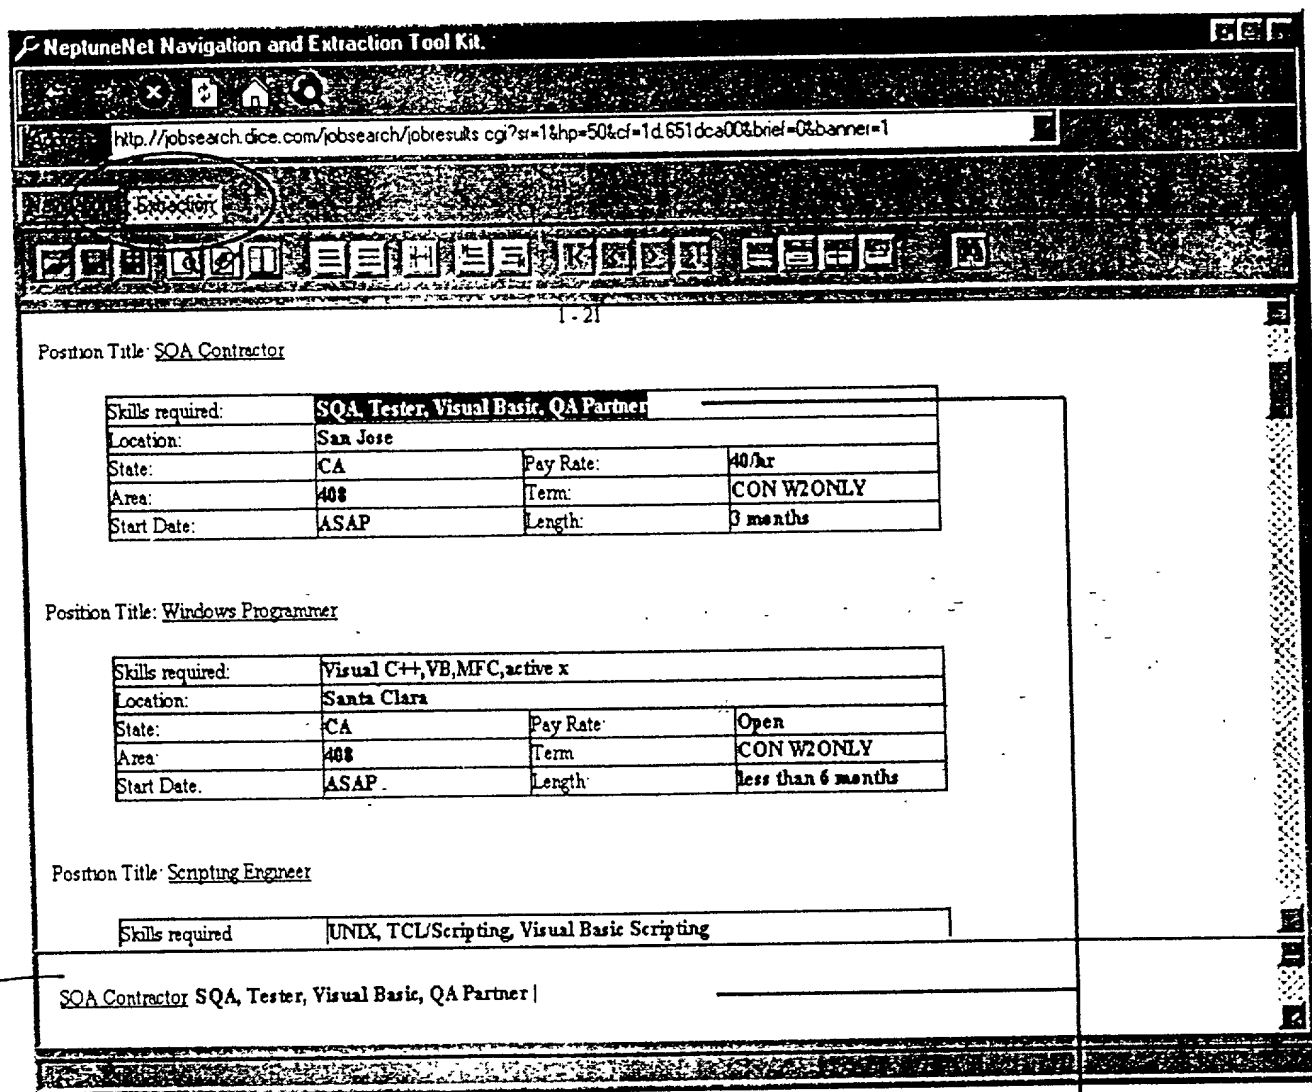 NeptuneNet Navigation and Extraction Tool Kit.
http://jobsearch.dice.com/jobsearch/jobresults.cgi?sr=1&hp=50&cf=1d.651dca00&brief=0&banner=1
Extraction
1 - 21
Position Title: SOA Contractor
Skills required: SQA, Tester, Visual Basic, QA Partner
Location: San Jose
State: CA Pay Rate: 40/hr
Area: 408 Term: CON W2ONLY
Start Date: ASAP Length: 3 months
Position Title: Windows Programmer
Skills required: Visual C++,VB,MFC,active x
Location: Santa Clara
State: CA Pay Rate: Open
Area: 408 Term CON W2ONLY
Start Date. ASAP Length: less than 6 months
Position Title: Scripting Engineer
Skills required UNIX, TCL/Scripting, Visual Basic Scripting
SOA Contractor SQA, Tester, Visual Basic, QA Partner